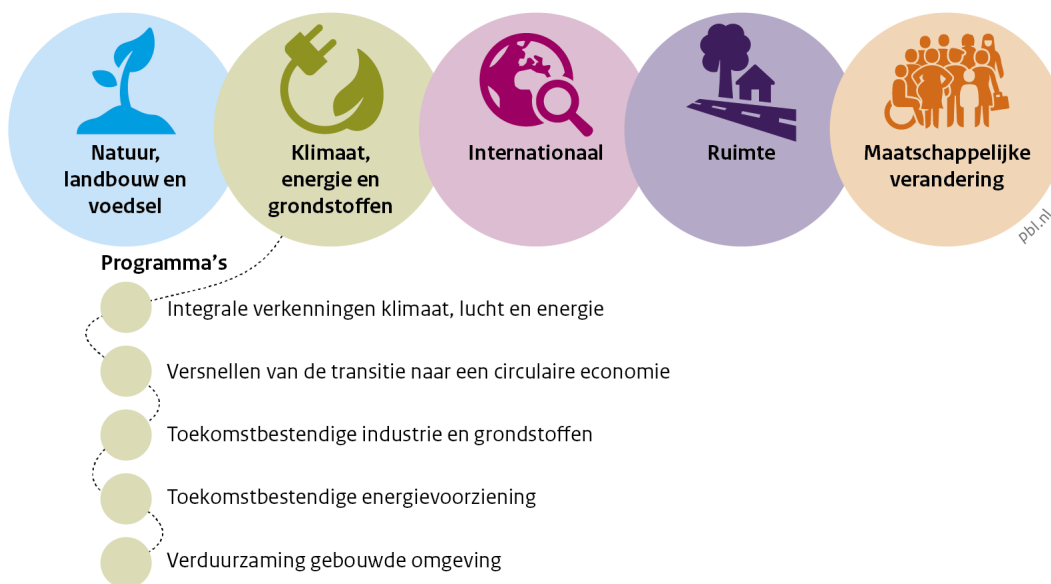 Natuur,
landbouw en
voedsel
Klimaat,
energie en
grondstoffen
Internationaal
Ruimte
Maatschappelijke
verandering
pbl.nl
Programma's
Integrale verkenningen klimaat, lucht en energie
Versnellen van de transitie naar een circulaire economie
Toekomstbestendige industrie en grondstoffen
Toekomstbestendige energievoorziening
Verduurzaming gebouwde omgeving